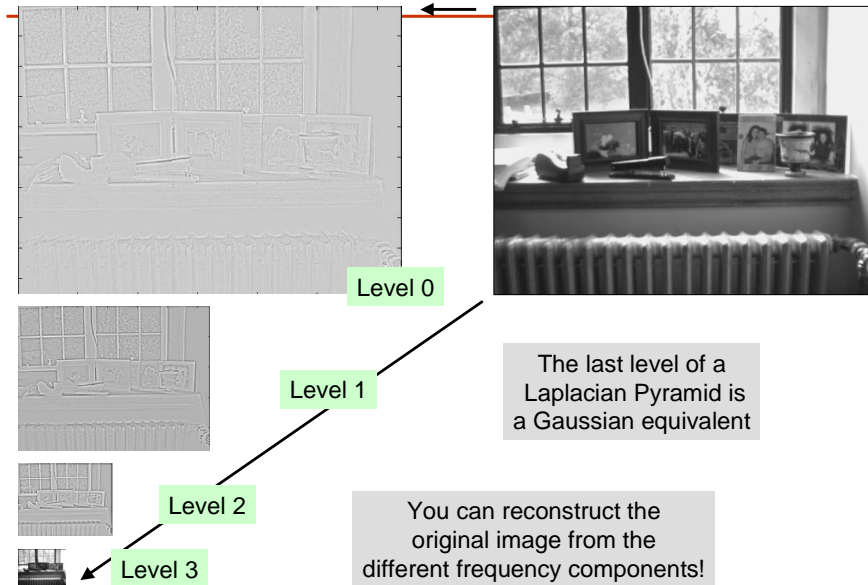 Level 0
Level 1
The last level of a
Laplacian Pyramid is
a Gaussian equivalent
Level 2
You can reconstruct the
original image from the
different frequency components!
Level 3